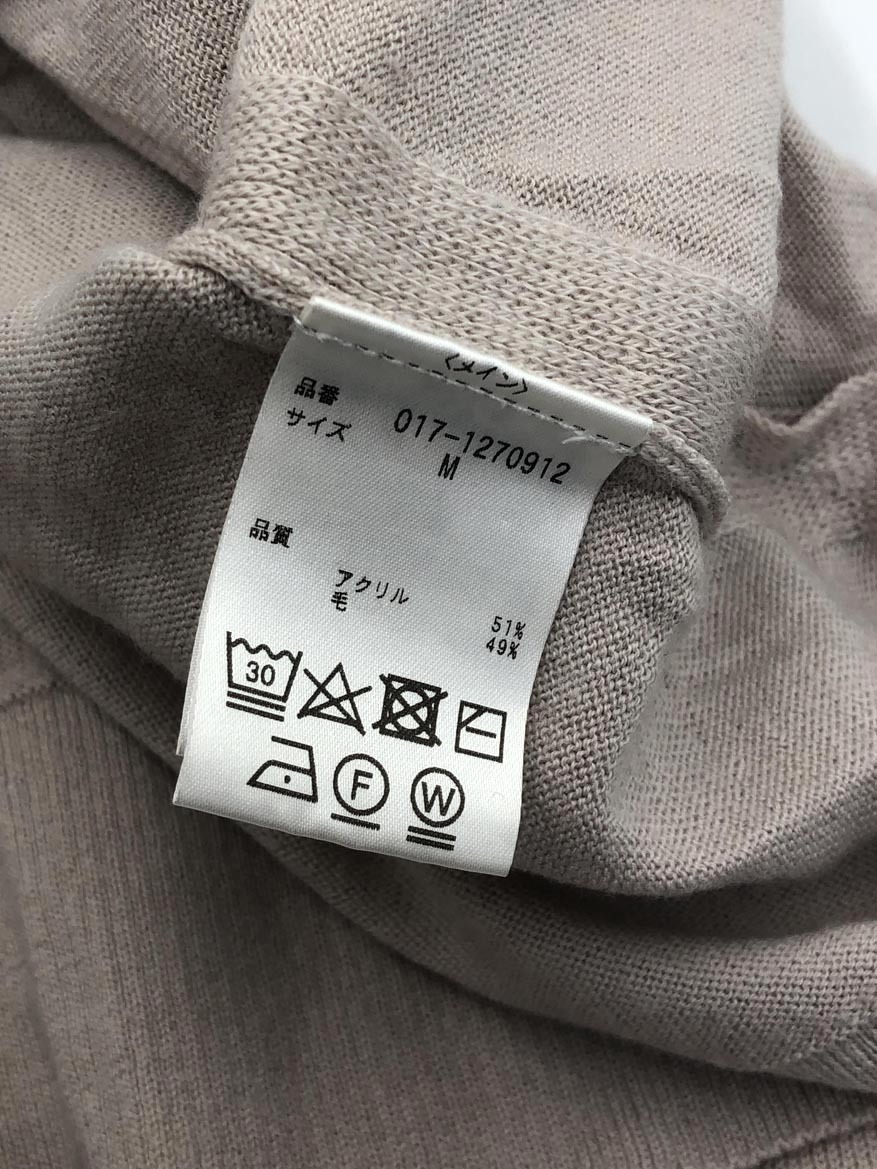 〈メイン〉
品番 017-1270912
サイズ M
品質
アクリル 51%
毛 49%
30
F
W